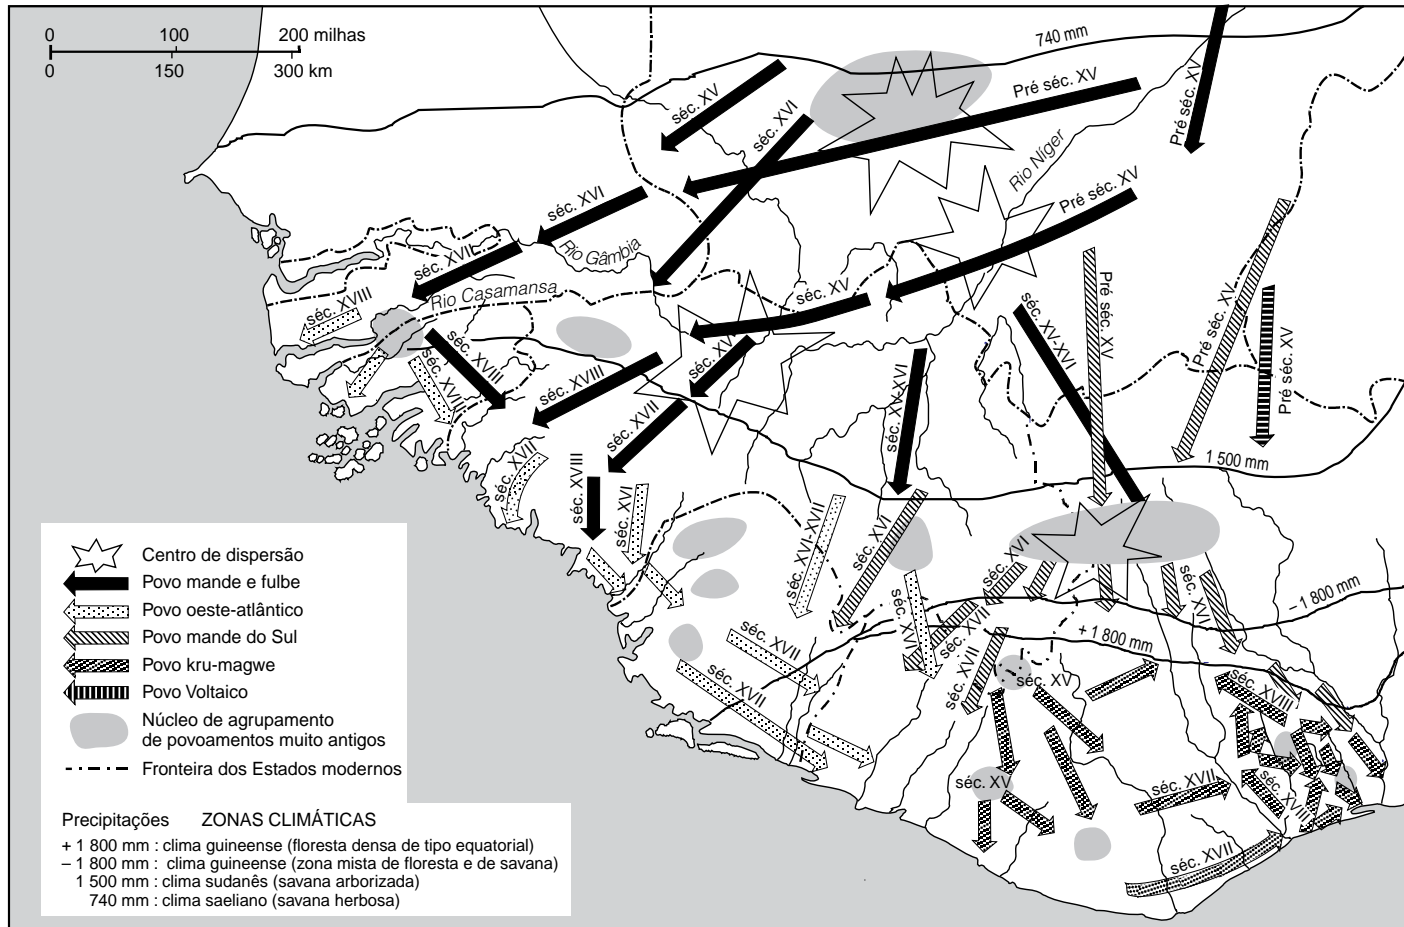 0 100 200 milhas
0 150 300 km
740 mm
Pré séc. XV
Pré séc. XV
séc. XV
séc. XVI
Rio Níger
Pré séc. XV
séc. XVI
Rio Gâmbia
séc. XVII
Rio Casamansa
séc. XV
Pré séc. XV
Pré séc. XV
Pré séc. XV
séc. XVIII
séc. XV-XVI
séc. XVIII
séc. XVII
séc. XVIII
séc. XVI
séc. XV-XVI
séc. XVII
1 500 mm
séc. XVII
séc. XVIII
séc. XVI
séc. XVI-XVII
séc. XVI
séc. XVI
séc. XVI
– 1 800 mm
séc. XVI
séc. XVII
+ 1 800 mm
séc. XVII
séc. XVII
séc. XVII
séc. XV
séc. XVIII
séc. XV
séc. XVII
séc. XVIII
séc. XVII
Centro de dispersão
Povo mande e fulbe
Povo oeste-atlântico
Povo mande do Sul
Povo kru-magwe
Povo Voltaico
Núcleo de agrupamento
de povoamentos muito antigos
Fronteira dos Estados modernos
Precipitações ZONAS CLIMÁTICAS
+ 1 800 mm : clima guineense (floresta densa de tipo equatorial)
– 1 800 mm : clima guineense (zona mista de floresta e de savana)
1 500 mm : clima sudanês (savana arborizada)
740 mm : clima saeliano (savana herbosa)